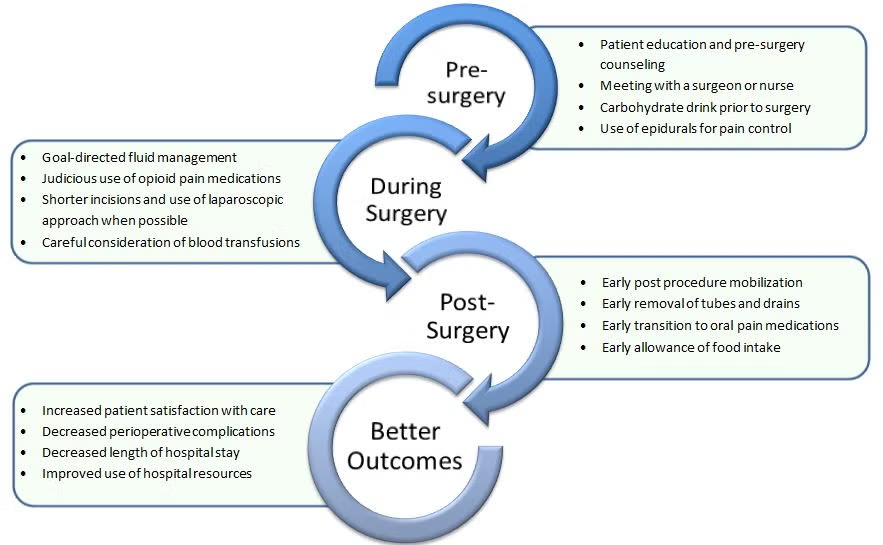 Pre-
surgery
• Patient education and pre-surgery
counseling
• Meeting with a surgeon or nurse
• Carbohydrate drink prior to surgery
• Use of epidurals for pain control
During
Surgery
• Goal-directed fluid management
• Judicious use of opioid pain medications
• Shorter incisions and use of laparoscopic
approach when possible
• Careful consideration of blood transfusions
Post-
Surgery
• Early post procedure mobilization
• Early removal of tubes and drains
• Early transition to oral pain medications
• Early allowance of food intake
Better
Outcomes
• Increased patient satisfaction with care
• Decreased perioperative complications
• Decreased length of hospital stay
• Improved use of hospital resources